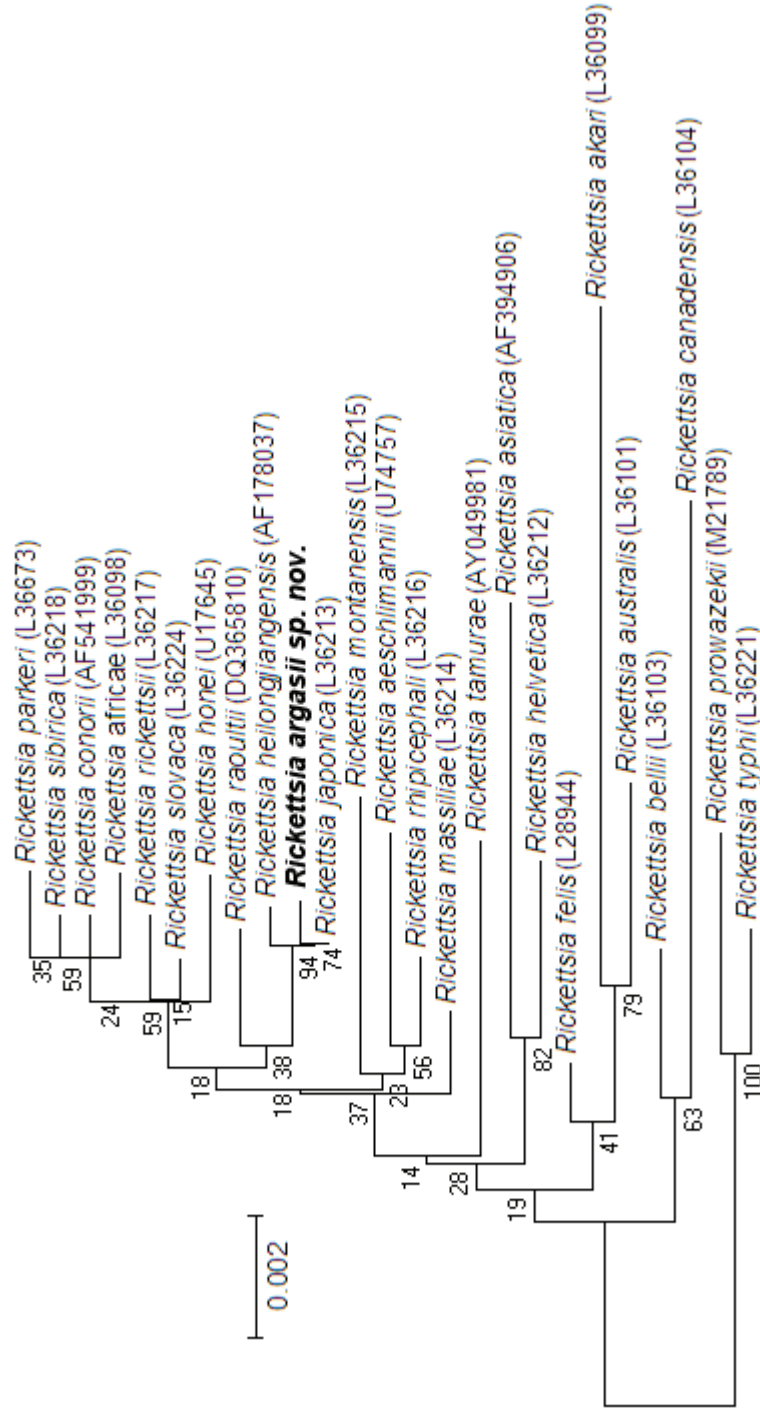 Rickettsia parkeri (L36673)
Rickettsia sibirica (L36218)
Rickettsia conorii (AF541999)
Rickettsia africae (L36098)
Rickettsia rickettsii (L36217)
Rickettsia slovaca (L36224)
Rickettsia honei (U17645)
Rickettsia raoultii (DQ365810)
Rickettsia heilongjiangensis (AF178037)
Rickettsia argasii sp. nov.
Rickettsia japonica (L36213)
Rickettsia montanensis (L36215)
Rickettsia aeschlimannii (U74757)
Rickettsia rhipicephali (L36216)
Rickettsia massiliae (L36214)
Rickettsia tamurae (AY049981)
Rickettsia asiatica (AF394906)
Rickettsia helvetica (L36212)
Rickettsia felis (L28944)
Rickettsia akari (L36099)
Rickettsia australis (L36101)
Rickettsia bellii (L36103)
Rickettsia canadensis (L36104)
Rickettsia prowazekii (M21789)
Rickettsia typhi (L36221)
35
59
24
59
15
18
38
94
74
18
23
56
37
14
82
28
19
41
79
63
100
0.002